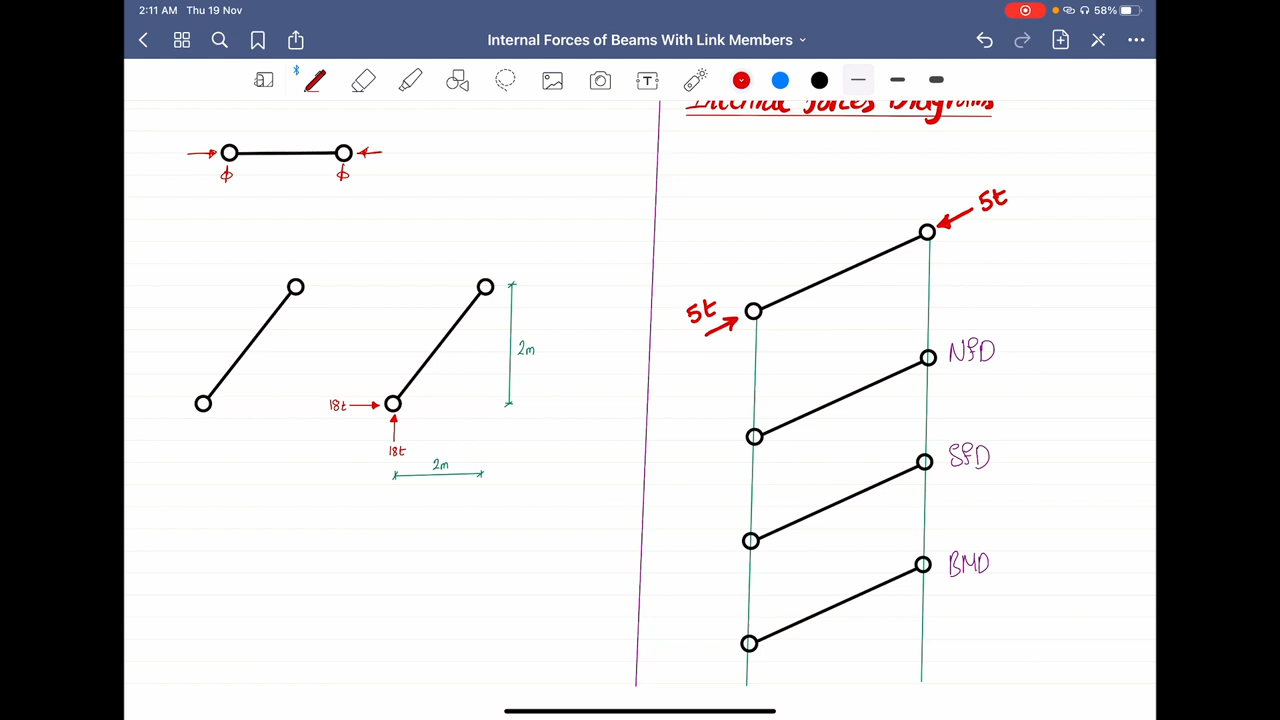 2:11 AM Thu 19 Nov
58%
Internal Forces of Beams With Link Members
Internal forces Diagrams
ϕ ϕ
5t
5t
2m
18t
18t
2m
NfD
SfD
BMD